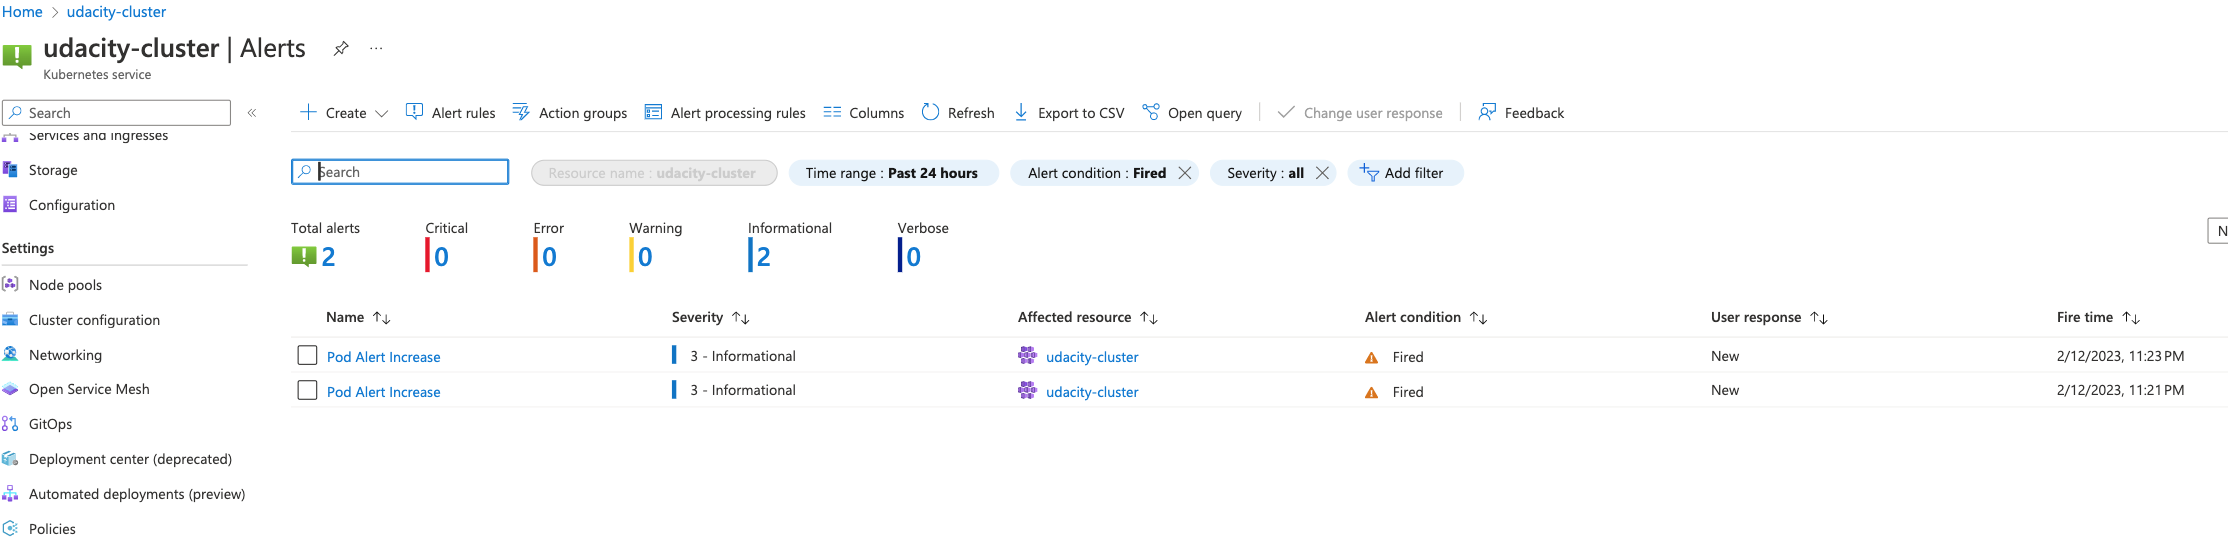 Home > udacity-cluster
udacity-cluster | Alerts ...
Kubernetes service
Search «
Services and ingresses
Storage
Configuration
Settings
Node pools
Cluster configuration
Networking
Open Service Mesh
GitOps
Deployment center (deprecated)
Automated deployments (preview)
Policies
Create Alert rules Action groups Alert processing rules Columns Refresh Export to CSV Open query Change user response Feedback
Search Resource name : udacity-cluster Time range : Past 24 hours Alert condition : Fired Severity : all Add filter
Total alerts Critical Error Warning Informational Verbose
2 0 0 0 2 0
N
Name Severity Affected resource Alert condition User response Fire time
Pod Alert Increase 3 - Informational udacity-cluster Fired New 2/12/2023, 11:23 PM
Pod Alert Increase 3 - Informational udacity-cluster Fired New 2/12/2023, 11:21 PM